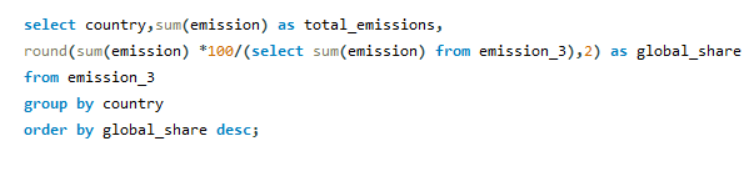 select country,sum(emission) as total_emissions,
round(sum(emission) *100/(select sum(emission) from emission_3),2) as global_share
from emission_3
group by country
order by global_share desc;